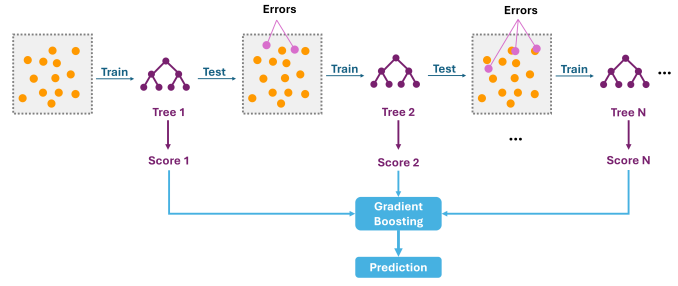 Errors
Errors
Train
Test
Train
Test
Train
...
Tree 1
Tree 2
Tree N
...
Score 1
Score 2
Score N
Gradient
Boosting
Prediction